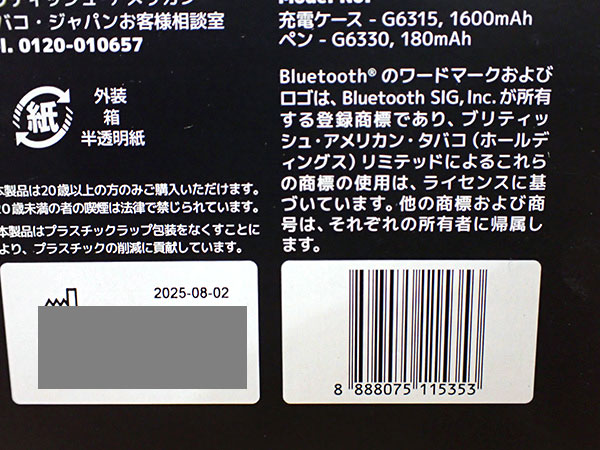 バコ・ジャパンお客様相談室
l. 0120-010657
紙
外装
箱
半透明紙
本製品は20歳以上の方のみご購入いただけます。
20歳未満の者の喫煙は法律で禁じられています。
本製品はプラスチックラップ包装をなくすことに
より、プラスチックの削減に貢献しています。
2025-08-02
充電ケース - G6315, 1600mAh
ペン - G6330, 180mAh
Bluetooth® のワードマークおよび
ロゴは、Bluetooth SIG, Inc. が所有
する登録商標であり、ブリティッ
シュ・アメリカン・タバコ (ホールディ
ングス) リミテッドによるこれら
の商標の使用は、ライセンスに基
づいています。他の商標および商
号は、それぞれの所有者に帰属し
ます。
8 888075 115353